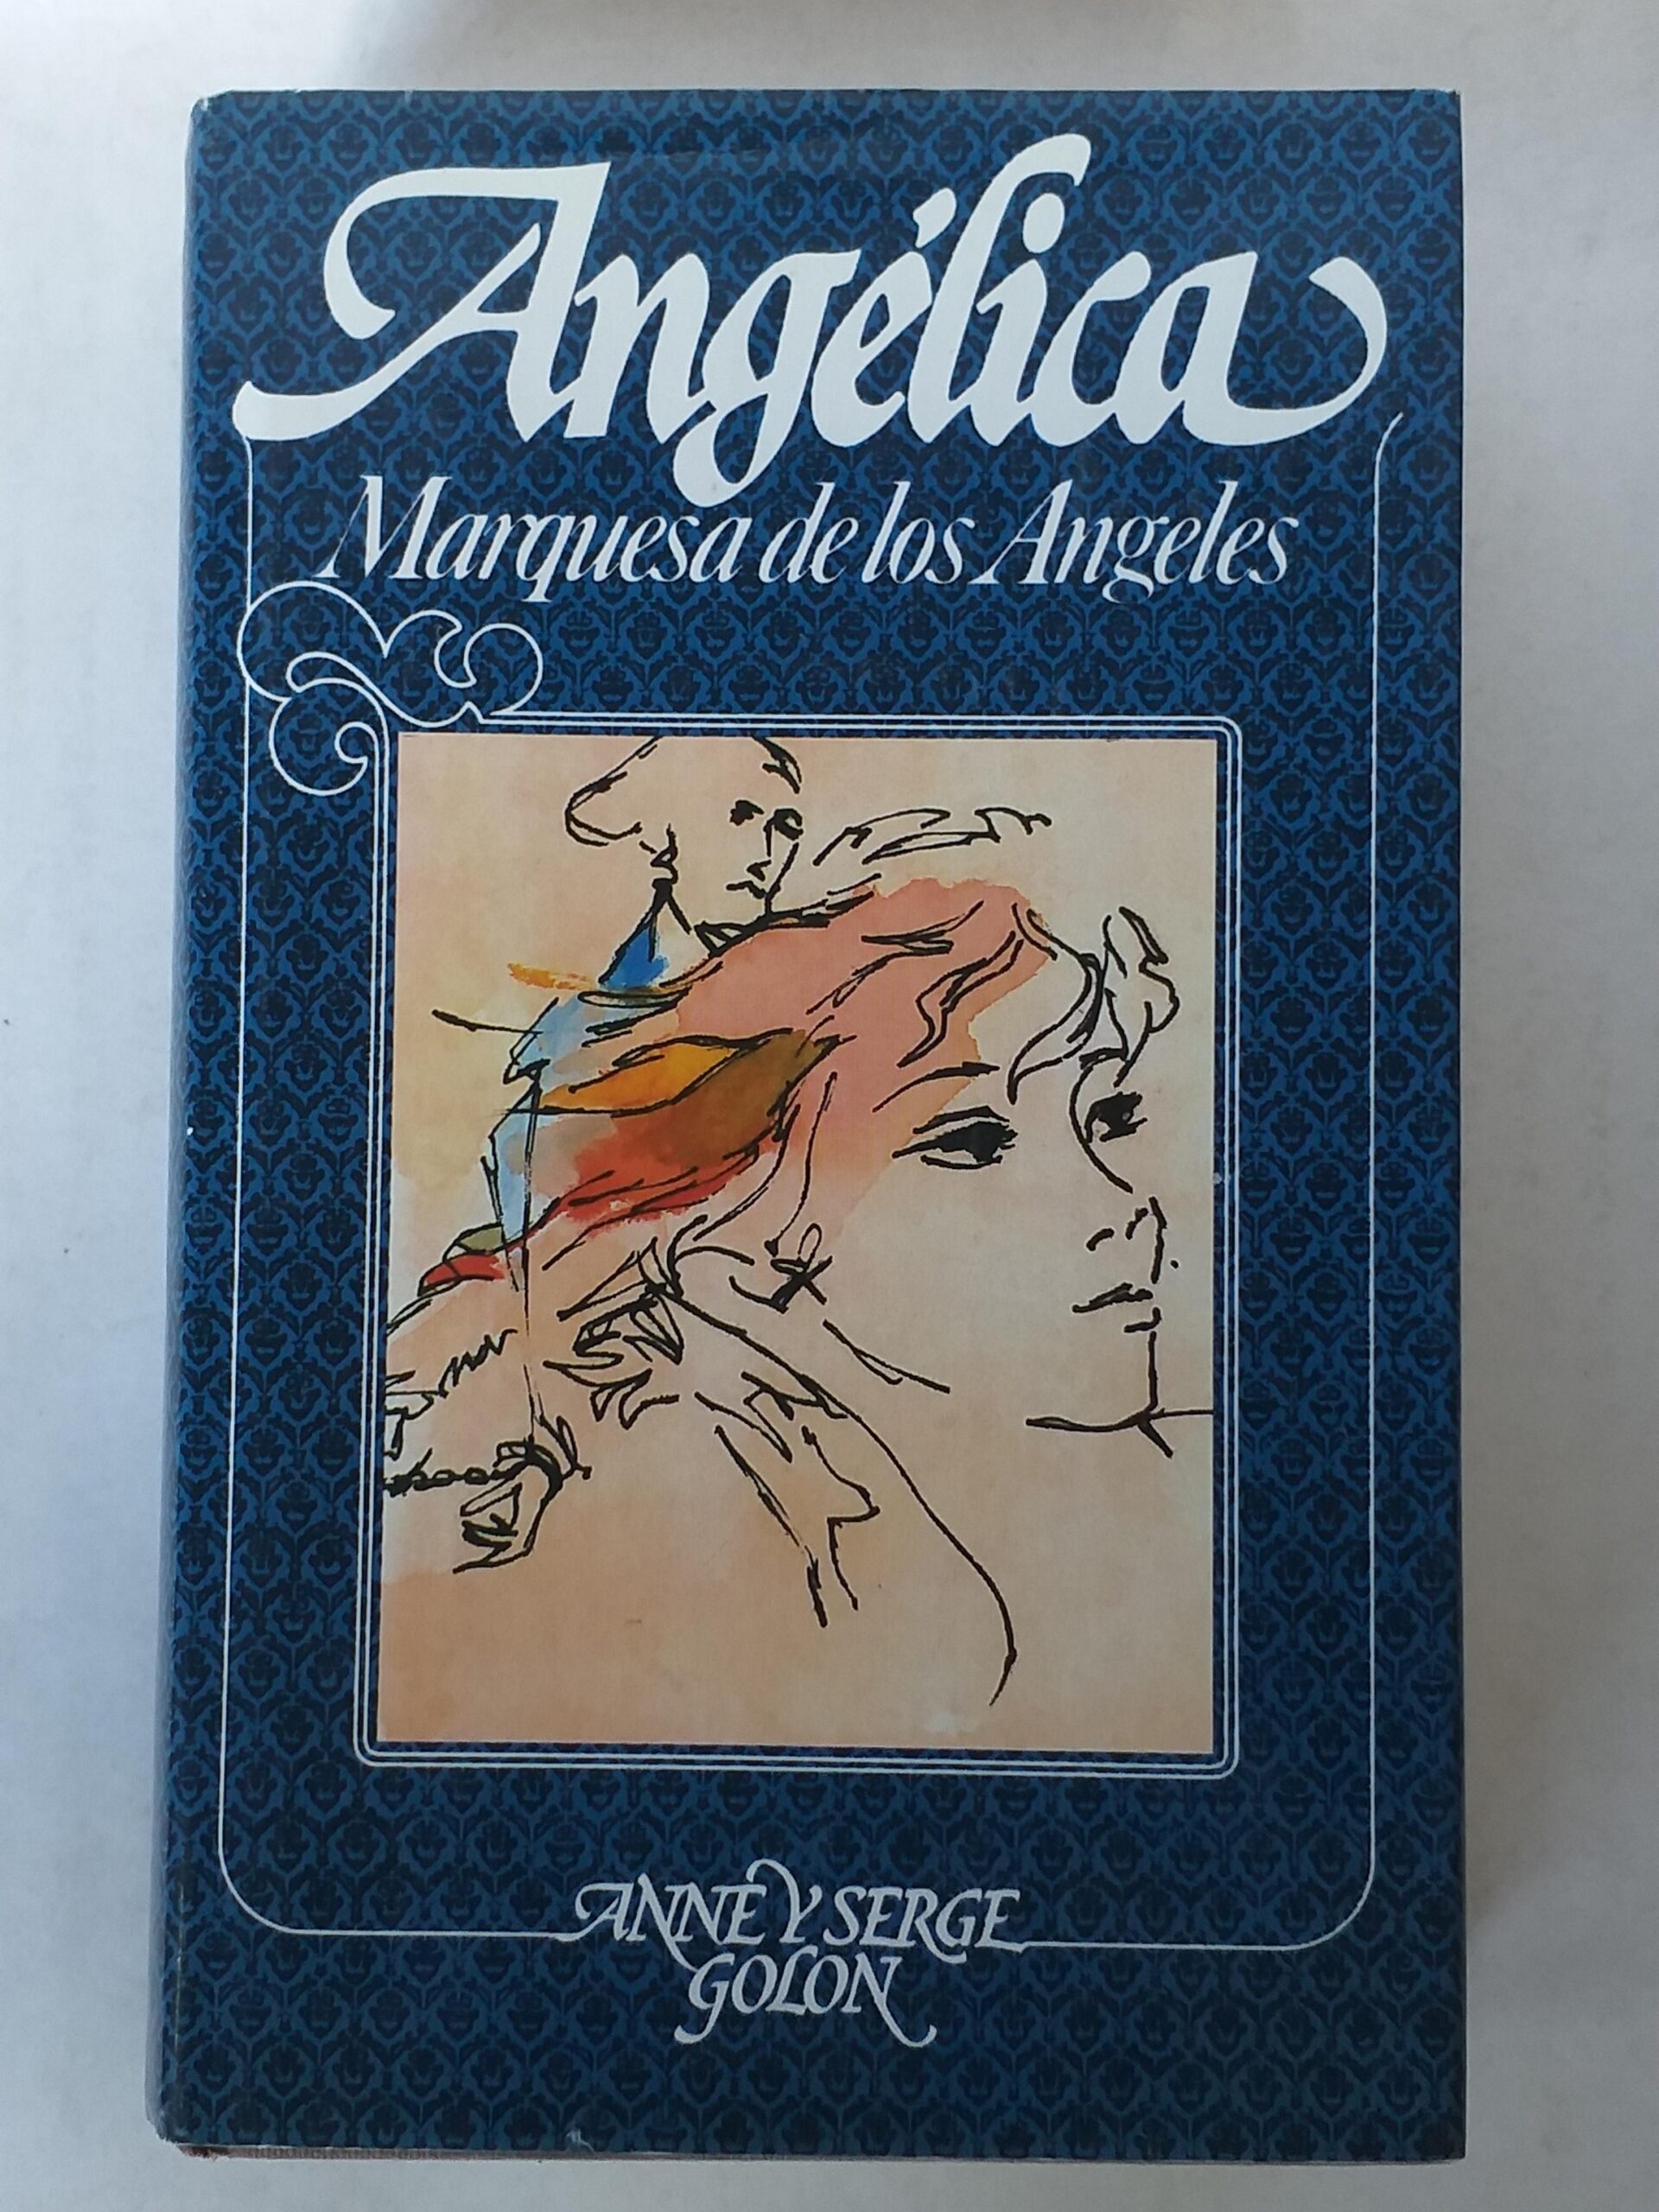 Angélica
Marquesa de los Angeles
ANNE Y SERGE
GOLON